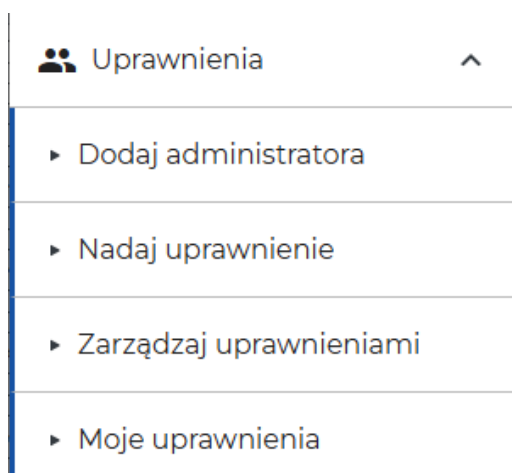 Uprawnienia
Dodaj administratora
Nadaj uprawnienie
Zarządzaj uprawnieniami
Moje uprawnienia